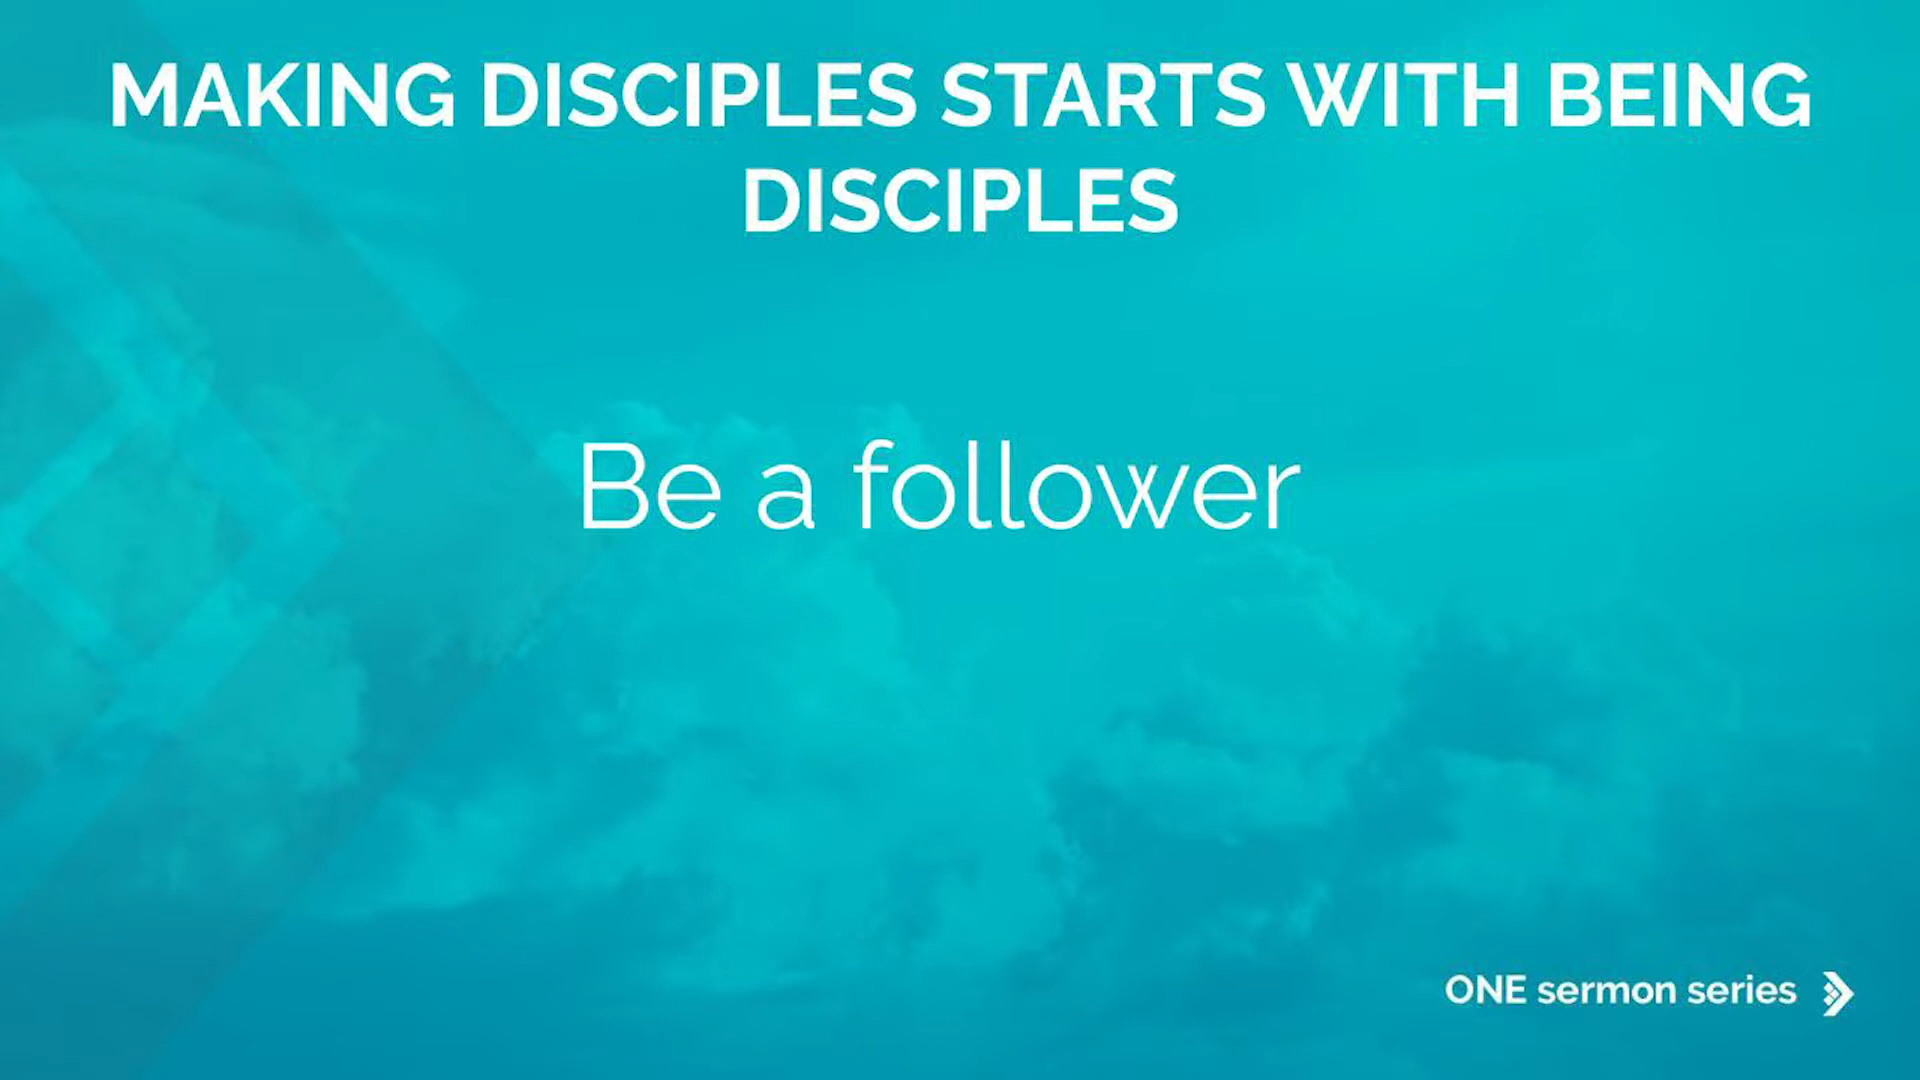 MAKING DISCIPLES STARTS WITH BEING
DISCIPLES
Be a follower
ONE sermon series